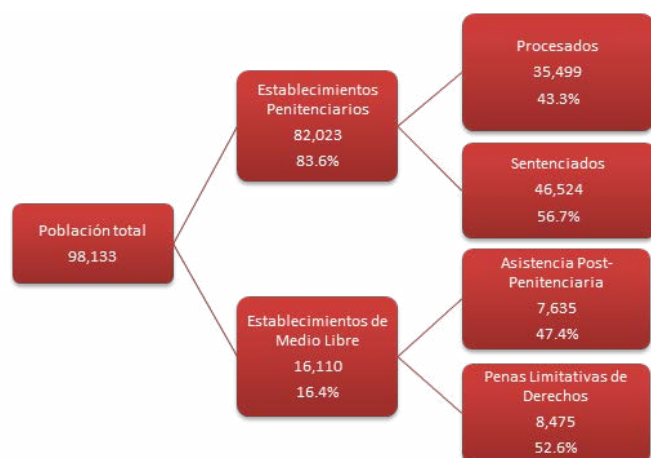 Población total
98,133
Establecimientos
Penitenciarios
82,023
83.6%
Establecimientos de
Medio Libre
16,110
16.4%
Procesados
35,499
43.3%
Sentenciados
46,524
56.7%
Asistencia Post-
Penitenciaria
7,635
47.4%
Penas Limitativas de
Derechos
8,475
52.6%